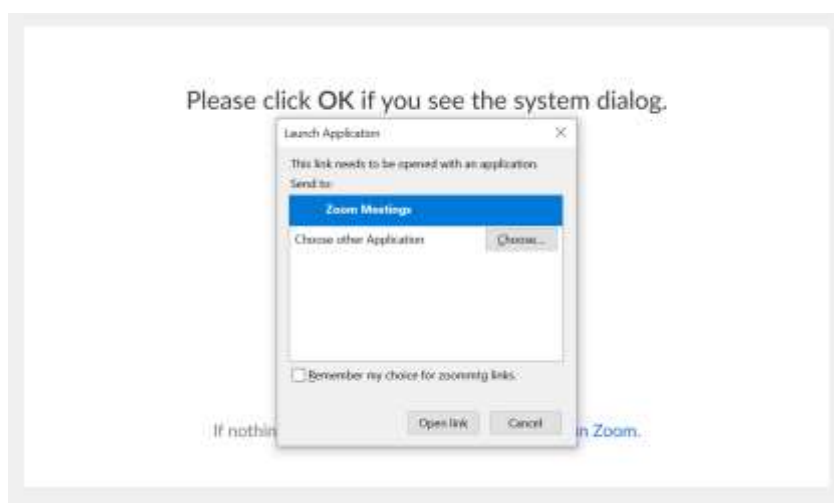 Please click OK if you see the system dialog.
Launch Application
This link needs to be opened with an application.
Send to:
Zoom Meetings
Choose other Application
Choose...
Remember my choice for zoommtg links.
Open link
Cancel
If nothin
n Zoom.